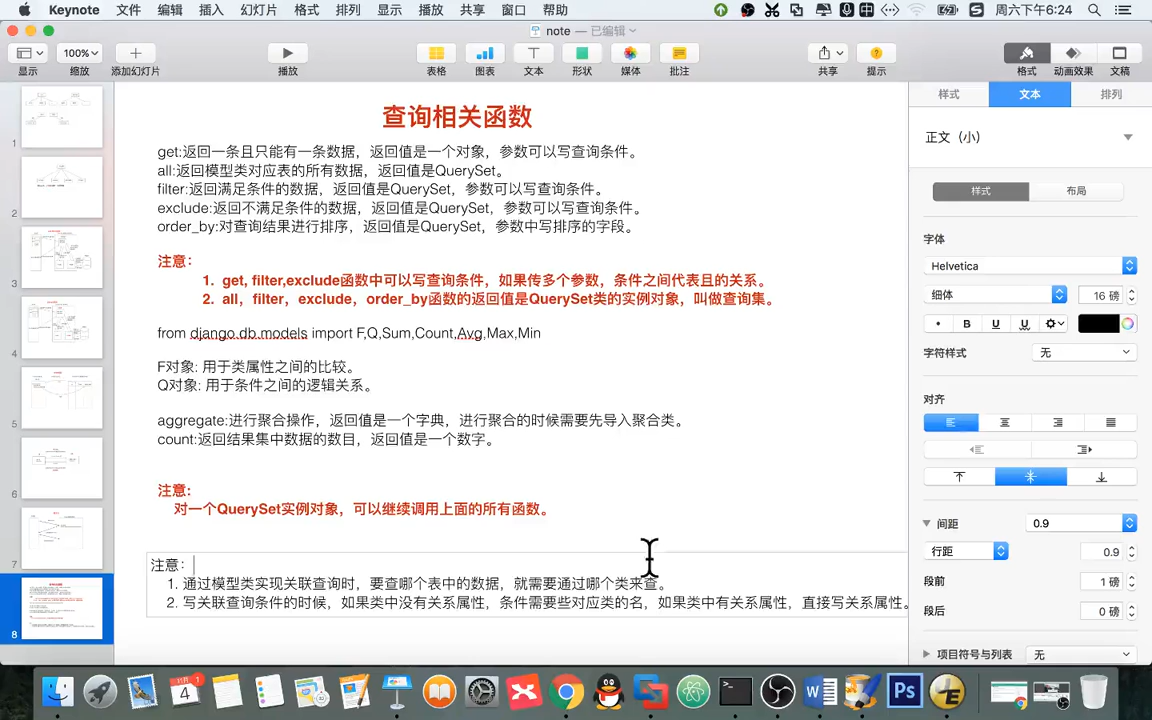 Keynote 文件 编辑 插入 幻灯片 格式 排列 显示 播放 共享 窗口 帮助 周六下午6:24
note — 已编辑
100%
显示 缩放 添加幻灯片 播放 表格 图表 文本 形状 媒体 批注 共享 提示 格式 动画效果 文稿
样式 文本 排列
查询相关函数
get:返回一条且只能有一条数据，返回值是一个对象，参数可以写查询条件。
all:返回模型类对应表的所有数据，返回值是QuerySet。
filter:返回满足条件的数据，返回值是QuerySet，参数可以写查询条件。
exclude:返回不满足条件的数据，返回值是QuerySet，参数可以写查询条件。
order_by:对查询结果进行排序，返回值是QuerySet，参数中写排序的字段。
注意：
1. get, filter,exclude函数中可以写查询条件，如果传多个参数，条件之间代表且的关系。
2. all，filter，exclude，order_by函数的返回值是QuerySet类的实例对象，叫做查询集。
from django.db.models import F,Q,Sum,Count,Avg,Max,Min
F对象: 用于类属性之间的比较。
Q对象: 用于条件之间的逻辑关系。
aggregate:进行聚合操作，返回值是一个字典，进行聚合的时候需要先导入聚合类。
count:返回结果集中数据的数目，返回值是一个数字。
注意:
对一个QuerySet实例对象，可以继续调用上面的所有函数。
注意：
1. 通过模型类实现关联查询时，要查哪个表中的数据，就需要通过哪个类来查。
2. 写关联查询条件的时候，如果类中没有关系属性，条件需要些对应类的名，如果类中有关系属性，直接写关系属性。
1
2
3
4
5
6
7
8
正文（小）
样式 布局
字体
Helvetica
细体 16 磅
B U U
字符样式 无
对齐
间距 0.9
行距 0.9
段前 1 磅
段后 0 磅
项目符号与列表 无
4
Ps